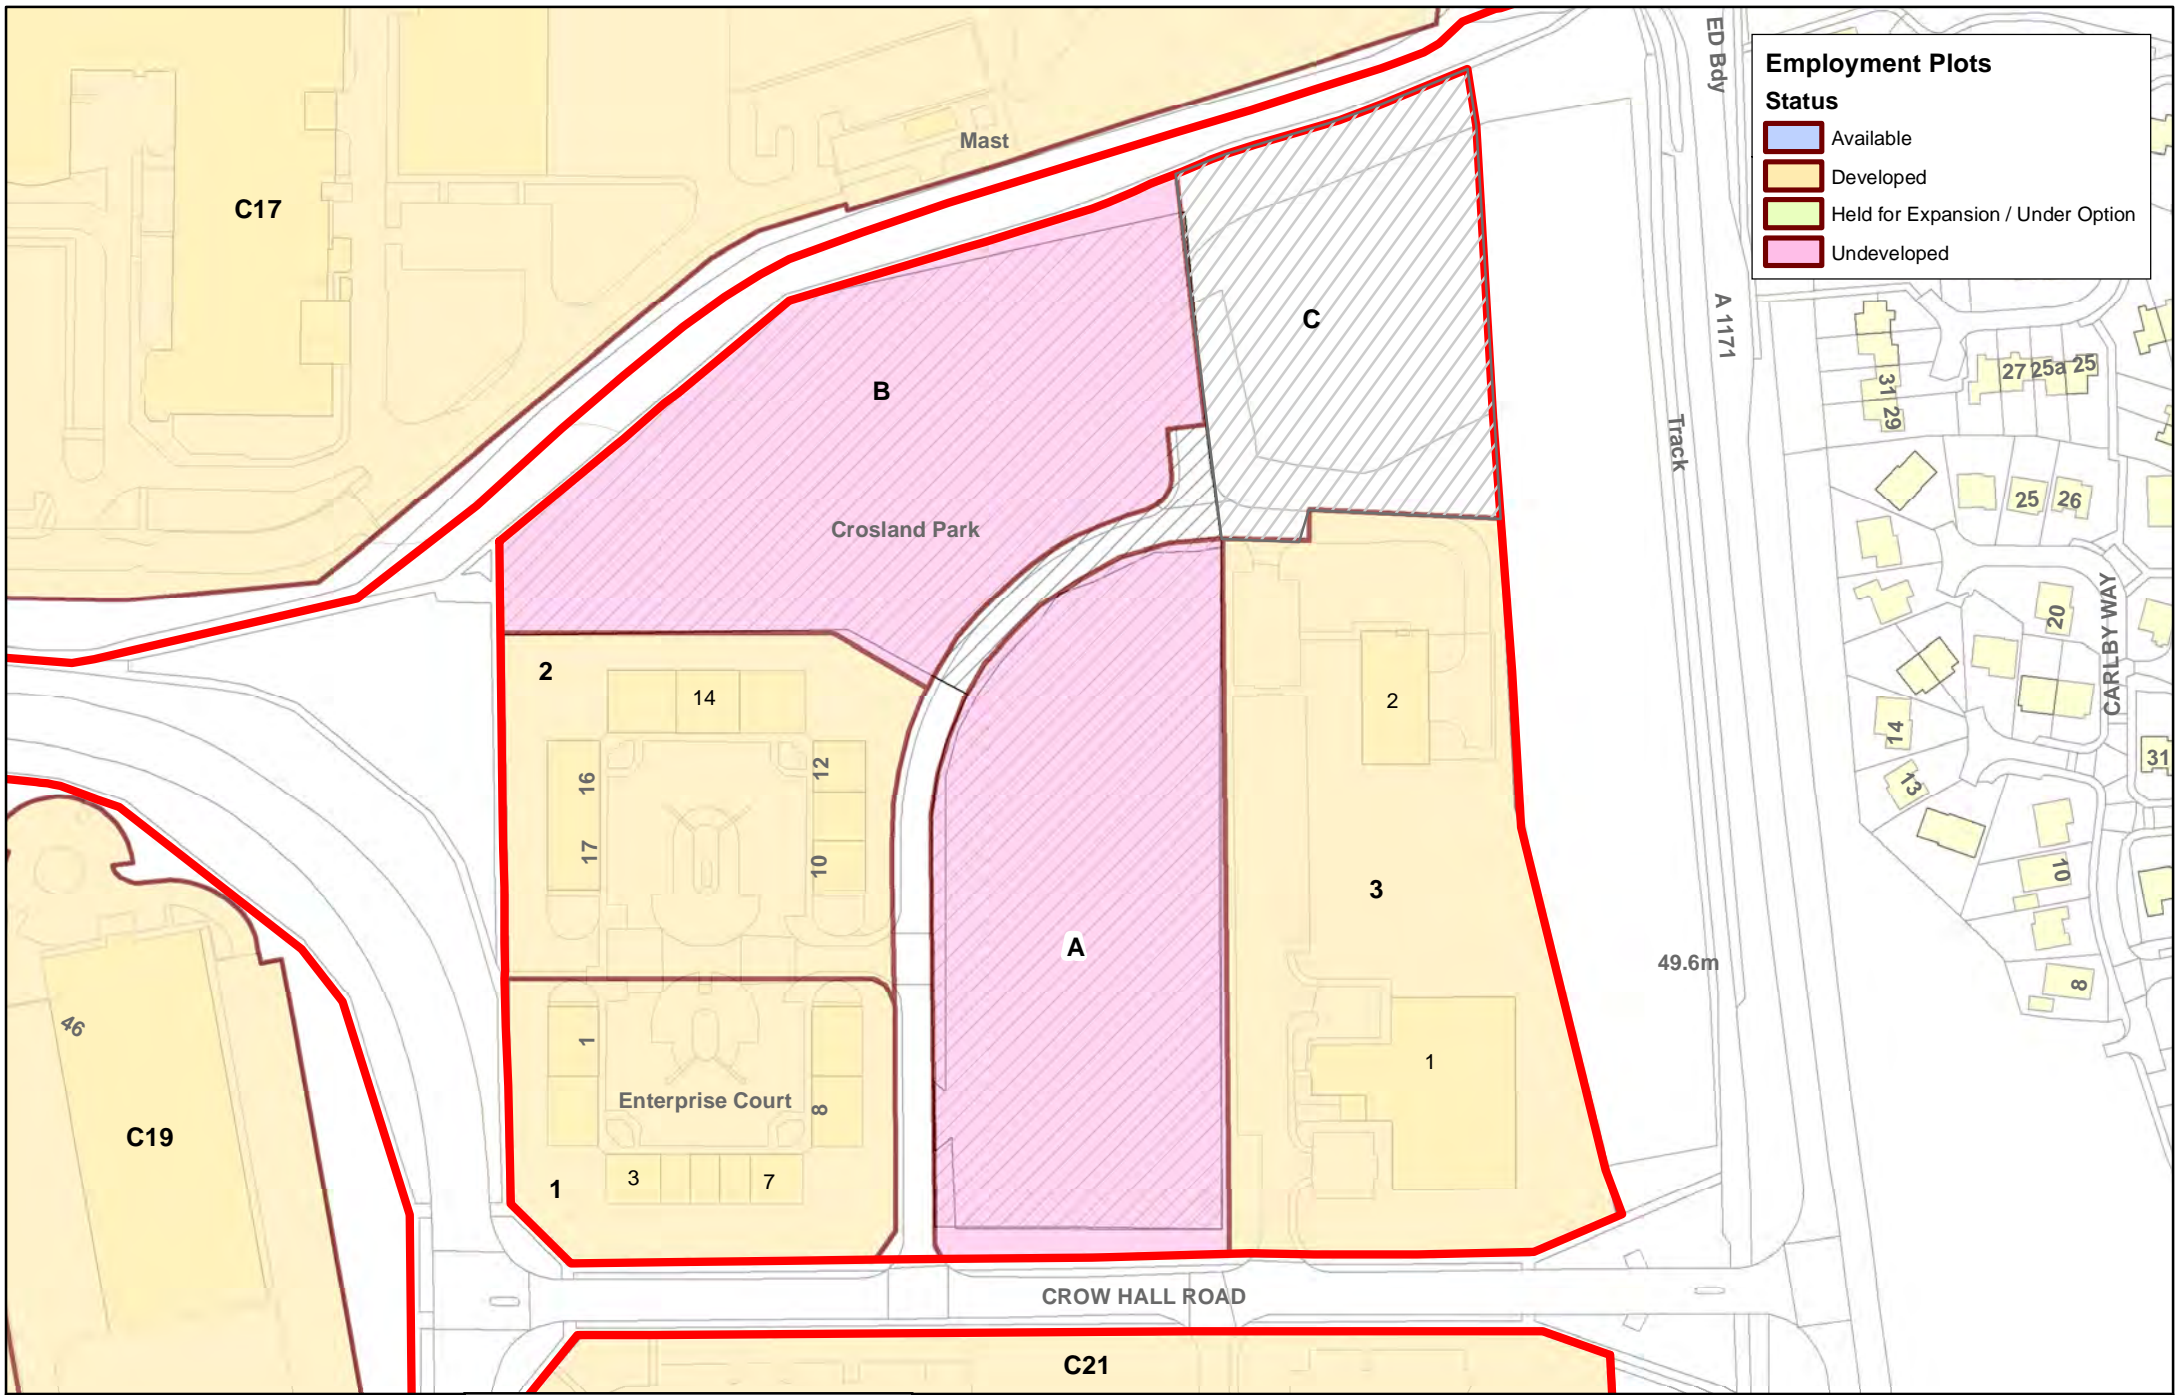 ED Bdy
Employment Plots
Status
Available
Developed
Held for Expansion / Under Option
Undeveloped
Mast
C17
A 1171
C
27
25a
25
31
29
B
Track
25
26
Crosland Park
CARLBY WAY
20
2
14
2
14
16
12
31
13
17
10
3
10
A
49.6m
8
46
1
1
Enterprise Court
8
C19
3
7
1
CROW HALL ROAD
C21